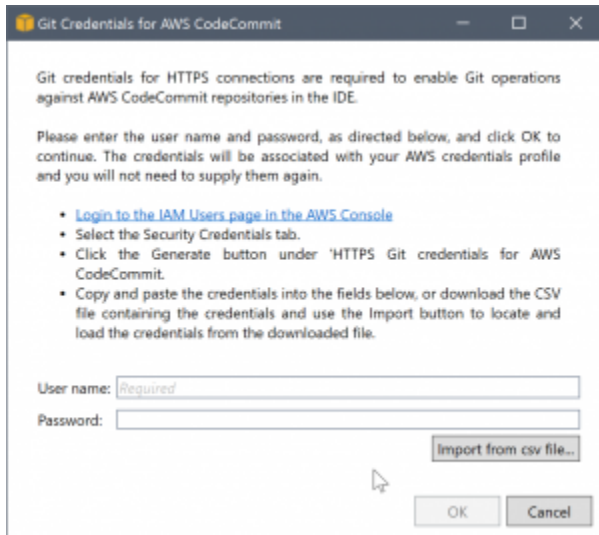 Git Credentials for AWS CodeCommit
Git credentials for HTTPS connections are required to enable Git operations
against AWS CodeCommit repositories in the IDE.
Please enter the user name and password, as directed below, and click OK to
continue. The credentials will be associated with your AWS credentials profile
and you will not need to supply them again.
• Login to the IAM Users page in the AWS Console
• Select the Security Credentials tab.
• Click the Generate button under 'HTTPS Git credentials for AWS
CodeCommit.
• Copy and paste the credentials into the fields below, or download the CSV
file containing the credentials and use the Import button to locate and
load the credentials from the downloaded file.
User name: Required
Password:
Import from csv file...
OK Cancel